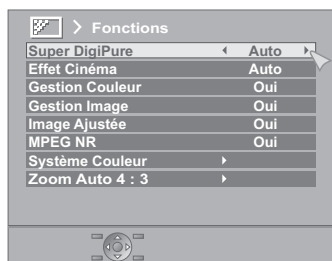 > Fonctions
Super DigiPure Auto
Effet Cinéma Auto
Gestion Couleur Oui
Gestion Image Oui
Image Ajustée Oui
MPEG NR Oui
Système Couleur
Zoom Auto 4 : 3